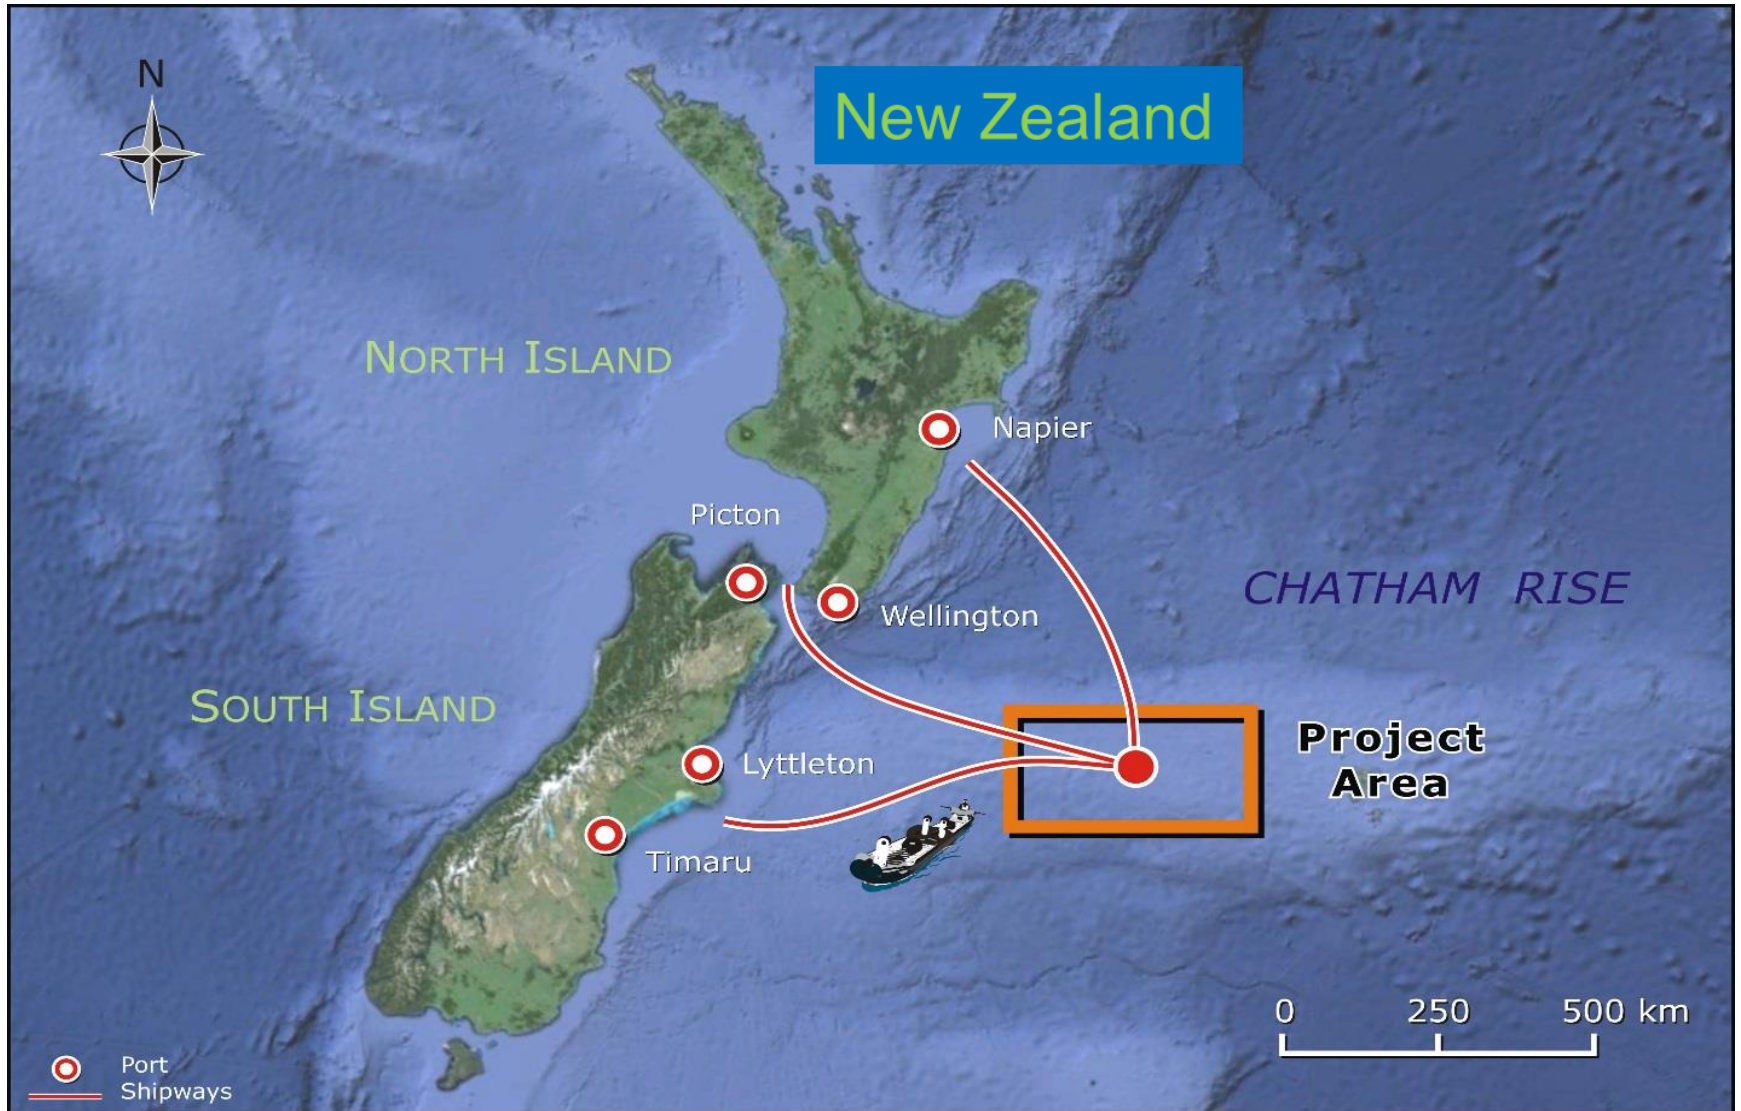 N
New Zealand
NORTH ISLAND
Napier
Picton
CHATHAM RISE
Wellington
SOUTH ISLAND
Project
Area
Lyttleton
Timaru
0 250 500 km
Port
Shipways